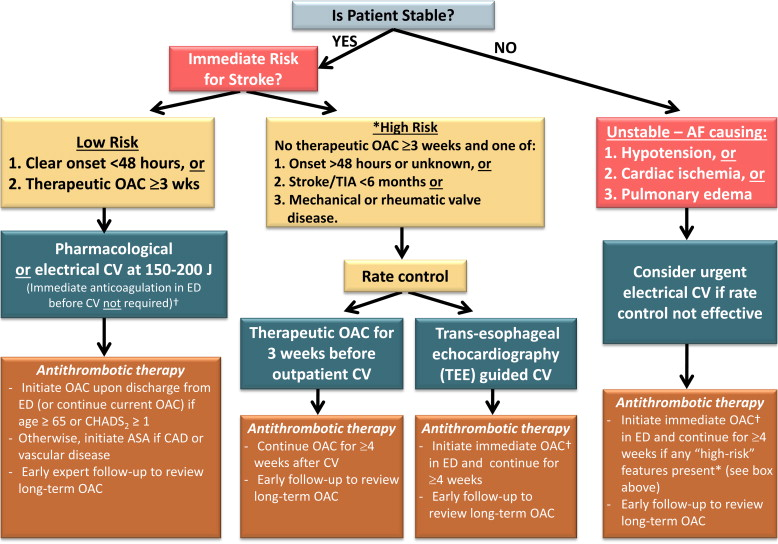 Is Patient Stable?
YES
NO
Immediate Risk
for Stroke?
Low Risk
1. Clear onset <48 hours, or
2. Therapeutic OAC ≥3 wks
*High Risk
No therapeutic OAC ≥3 weeks and one of:
1. Onset >48 hours or unknown, or
2. Stroke/TIA <6 months or
3. Mechanical or rheumatic valve
disease.
Unstable – AF causing:
1. Hypotension, or
2. Cardiac ischemia, or
3. Pulmonary edema
Pharmacological
or electrical CV at 150-200 J
(Immediate anticoagulation in ED
before CV not required)†
Rate control
Consider urgent
electrical CV if rate
control not effective
Therapeutic OAC for
3 weeks before
outpatient CV
Trans-esophageal
echocardiography
(TEE) guided CV
Antithrombotic therapy
- Initiate OAC upon discharge from
ED (or continue current OAC) if
age ≥ 65 or CHADS₂ ≥ 1
- Otherwise, initiate ASA if CAD or
vascular disease
- Early expert follow-up to review
long-term OAC
Antithrombotic therapy
- Continue OAC for ≥4
weeks after CV
- Early follow-up to review
long-term OAC
Antithrombotic therapy
- Initiate immediate OAC†
in ED and continue for
≥4 weeks
- Early follow-up to
review long-term OAC
Antithrombotic therapy
- Initiate immediate OAC†
in ED and continue for ≥4
weeks if any “high-risk”
features present* (see box
above)
- Early follow-up to review
long-term OAC